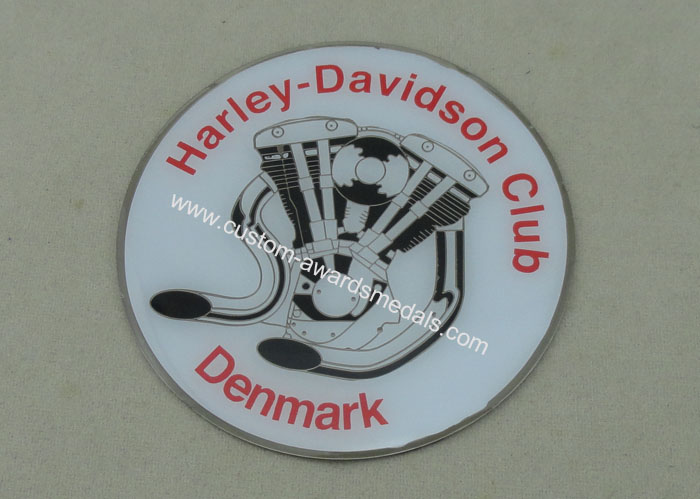 Harley-Davidson Club
www.custom-awardsmedals.com
Denmark